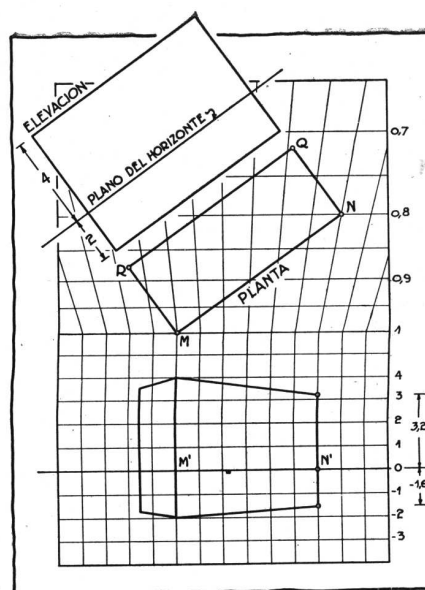 ELEVACION
PLANO DEL HORIZONTE
4
2
Q
R
N
M
PLANTA
0,7
0,8
0,9
1
4
3
2
1
0
-1
-2
-3
3,2
-1,6
M'
N'